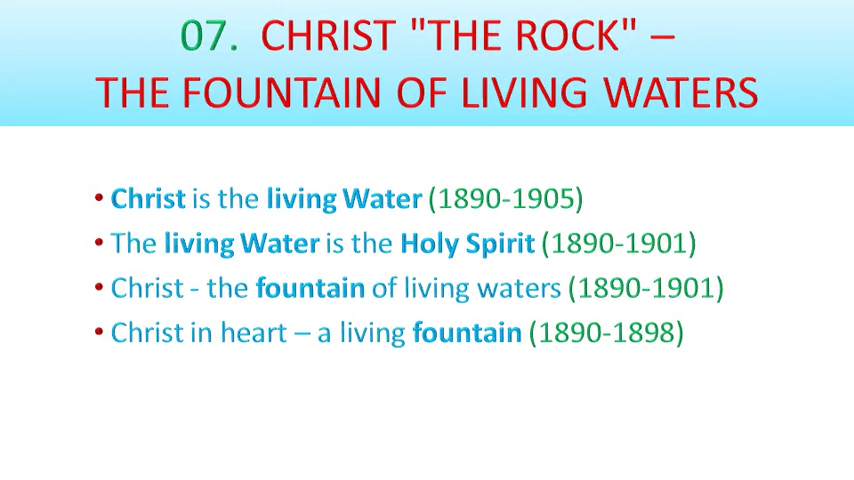 07. CHRIST "THE ROCK" –
THE FOUNTAIN OF LIVING WATERS
• Christ is the living Water (1890-1905)
• The living Water is the Holy Spirit (1890-1901)
• Christ - the fountain of living waters (1890-1901)
• Christ in heart – a living fountain (1890-1898)